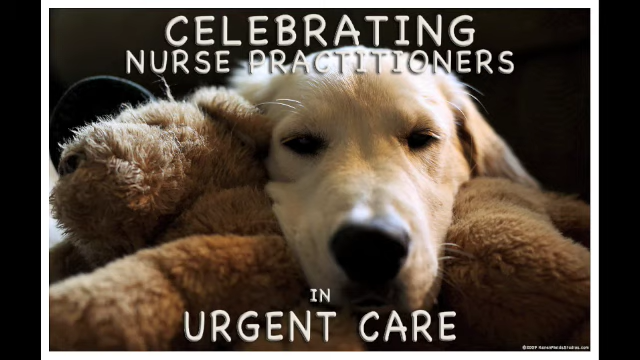 CELEBRATING
NURSE PRACTITIONERS
IN
URGENT CARE